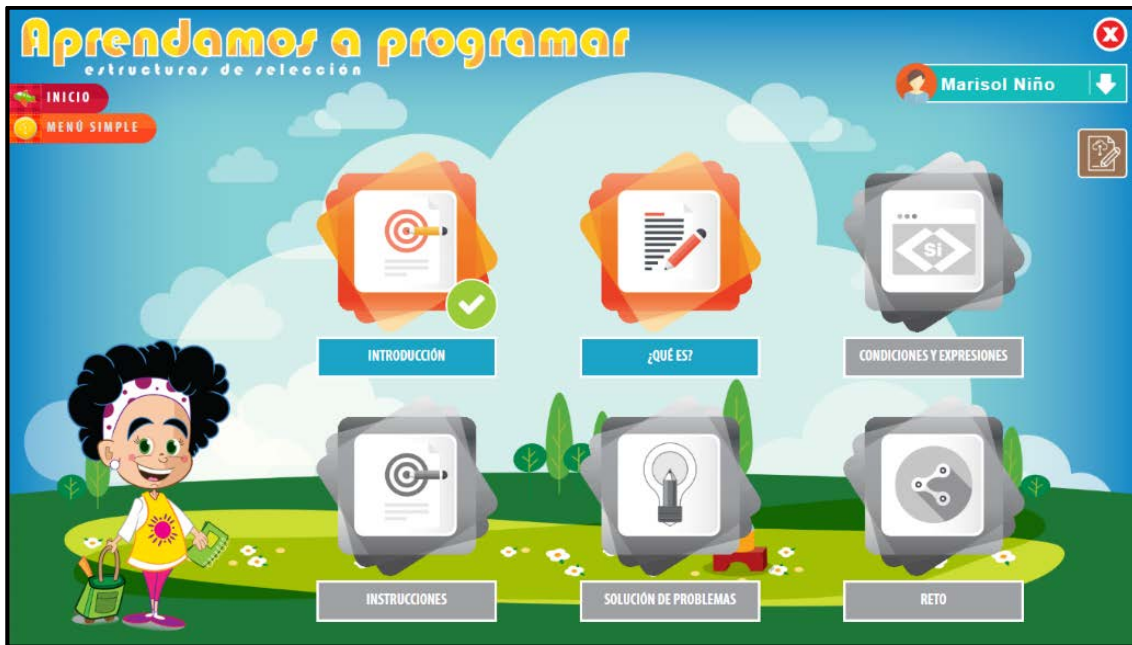 Aprendamos a programar
estructuras de selección
Marisol Niño
INICIO
MENÚ SIMPLE
Si
INTRODUCCIÓN
¿QUÉ ES?
CONDICIONES Y EXPRESIONES
INSTRUCCIONES
SOLUCIÓN DE PROBLEMAS
RETO